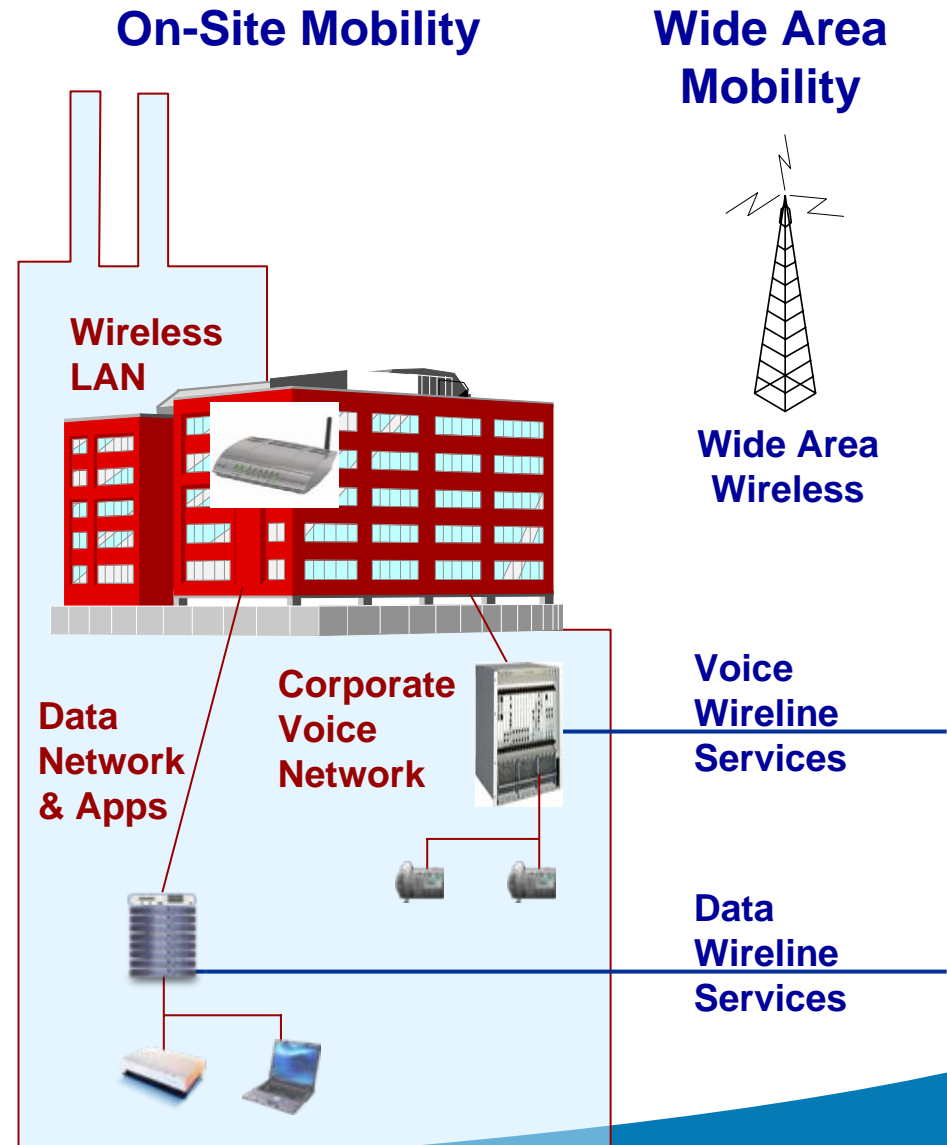 On-Site Mobility
Wide Area
Mobility
Wireless
LAN
Wide Area
Wireless
Corporate
Voice
Network
Data
Network
& Apps
Voice
Wireline
Services
Data
Wireline
Services